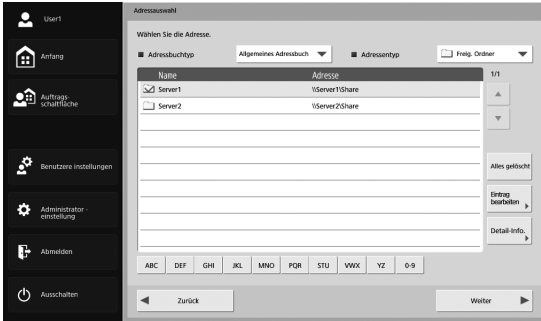 User1
Anfang
Auftrags-
schaltfläche
Benutzere instellungen
Administrator -
einstellung
Abmelden
Ausschalten
Adressauswahl
Wählen Sie die Adresse.
Adressbuchtyp
Allgemeines Adressbuch
Adressentyp
Freig. Ordner
Name Adresse
Server1 \\Server1\Share
Server2 \\Server2\Share
1/1
Alles gelöscht
Eintrag
bearbeiten
Detail-Info.
ABC DEF GHI JKL MNO PQR STU VWX YZ 0-9
Zurück
Weiter